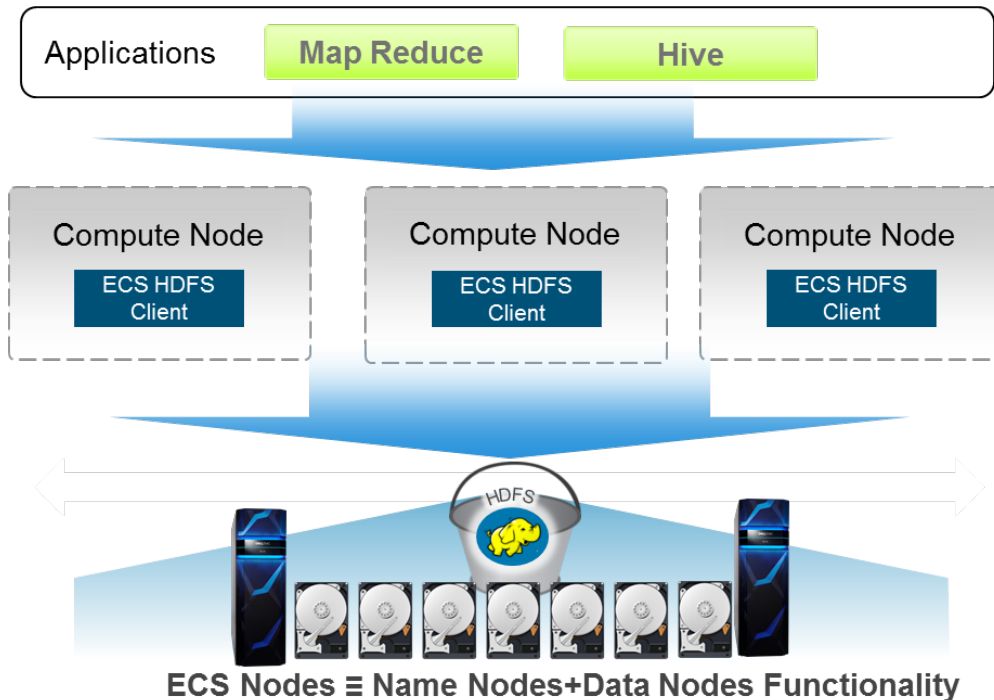 Applications
Map Reduce
Hive
Compute Node
ECS HDFS
Client
Compute Node
ECS HDFS
Client
Compute Node
ECS HDFS
Client
HDFS
ECS Nodes ≡ Name Nodes+Data Nodes Functionality